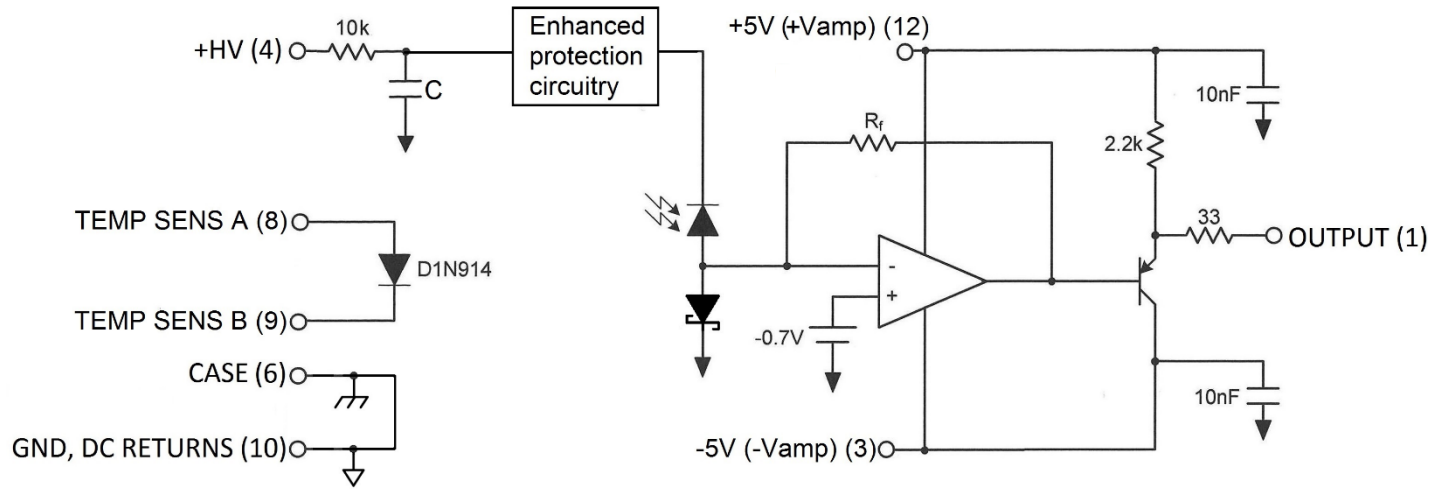 +HV (4)
10k
C
Enhanced
protection
circuitry
+5V (+Vamp) (12)
10nF
2.2k
Rf
33
OUTPUT (1)
-
+
-0.7V
TEMP SENS A (8)
D1N914
TEMP SENS B (9)
CASE (6)
GND, DC RETURNS (10)
-5V (-Vamp) (3)
10nF